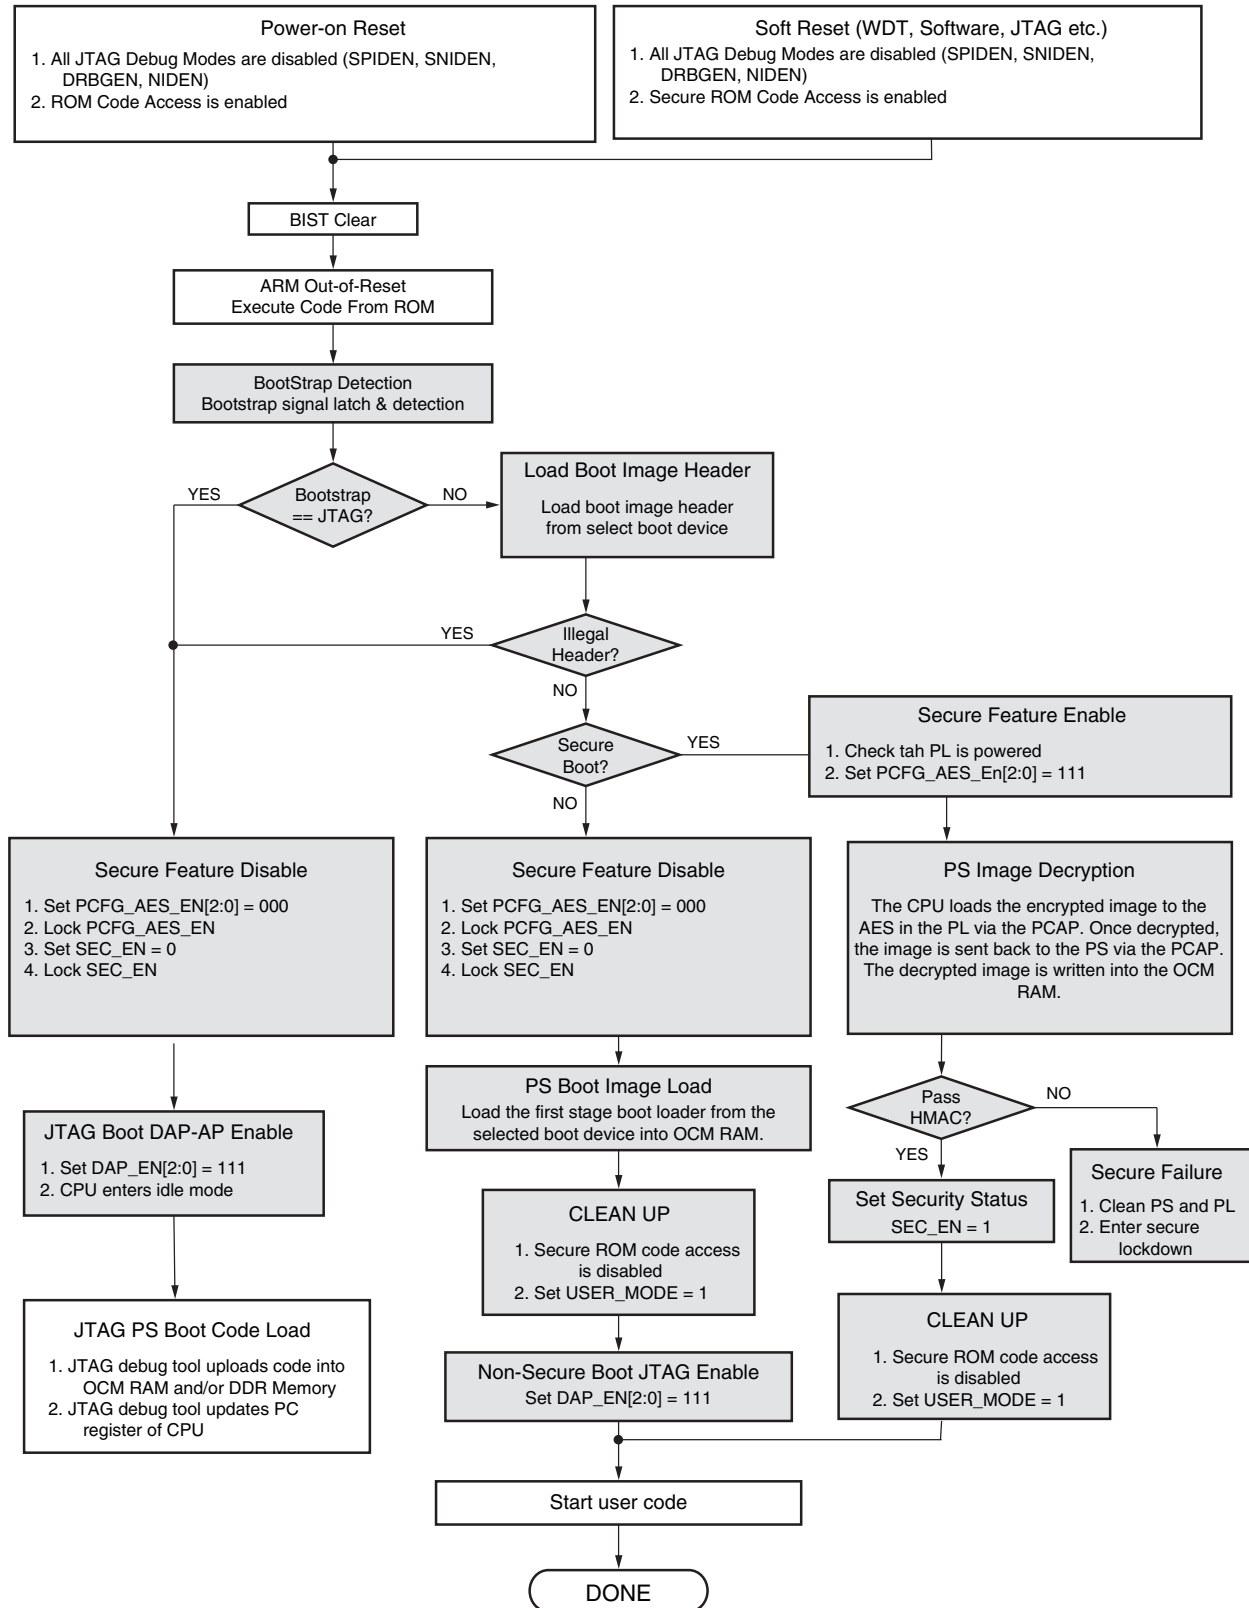 Power-on Reset
1. All JTAG Debug Modes are disabled (SPIDEN, SNIDEN,
DRBGEN, NIDEN)
2. ROM Code Access is enabled
Soft Reset (WDT, Software, JTAG etc.)
1. All JTAG Debug Modes are disabled (SPIDEN, SNIDEN,
DRBGEN, NIDEN)
2. Secure ROM Code Access is enabled
BIST Clear
ARM Out-of-Reset
Execute Code From ROM
BootStrap Detection
Bootstrap signal latch & detection
YES
Bootstrap
== JTAG?
NO
Load Boot Image Header
Load boot image header
from select boot device
YES
Illegal
Header?
NO
Secure
Boot?
YES
NO
Secure Feature Enable
1. Check tah PL is powered
2. Set PCFG_AES_En[2:0] = 111
Secure Feature Disable
1. Set PCFG_AES_EN[2:0] = 000
2. Lock PCFG_AES_EN
3. Set SEC_EN = 0
4. Lock SEC_EN
Secure Feature Disable
1. Set PCFG_AES_EN[2:0] = 000
2. Lock PCFG_AES_EN
3. Set SEC_EN = 0
4. Lock SEC_EN
PS Image Decryption
The CPU loads the encrypted image to the
AES in the PL via the PCAP. Once decrypted,
the image is sent back to the PS via the PCAP.
The decrypted image is written into the OCM
RAM.
JTAG Boot DAP-AP Enable
1. Set DAP_EN[2:0] = 111
2. CPU enters idle mode
PS Boot Image Load
Load the first stage boot loader from the
selected boot device into OCM RAM.
Pass
HMAC?
NO
YES
Secure Failure
1. Clean PS and PL
2. Enter secure
lockdown
Set Security Status
SEC_EN = 1
CLEAN UP
1. Secure ROM code access
is disabled
2. Set USER_MODE = 1
CLEAN UP
1. Secure ROM code access
is disabled
2. Set USER_MODE = 1
JTAG PS Boot Code Load
1. JTAG debug tool uploads code into
OCM RAM and/or DDR Memory
2. JTAG debug tool updates PC
register of CPU
Non-Secure Boot JTAG Enable
Set DAP_EN[2:0] = 111
Start user code
DONE